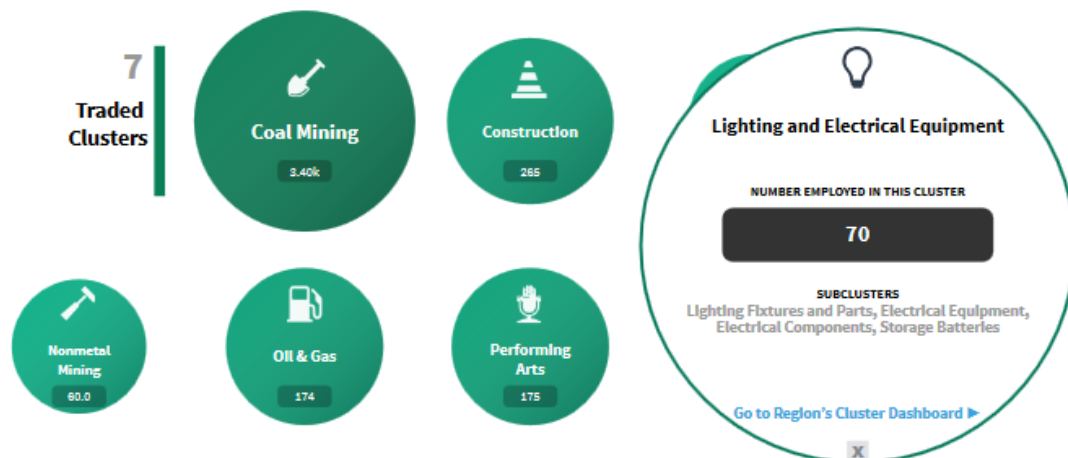 7
Traded
Clusters
Coal Mining
3.40k
Construction
265
Lighting and Electrical Equipment
NUMBER EMPLOYED IN THIS CLUSTER
70
SUBCLUSTERS
Lighting Fixtures and Parts, Electrical Equipment,
Electrical Components, Storage Batteries
Go to Region's Cluster Dashboard ▶
X
Nonmetal
Mining
60.0
Oil & Gas
174
Performing
Arts
175